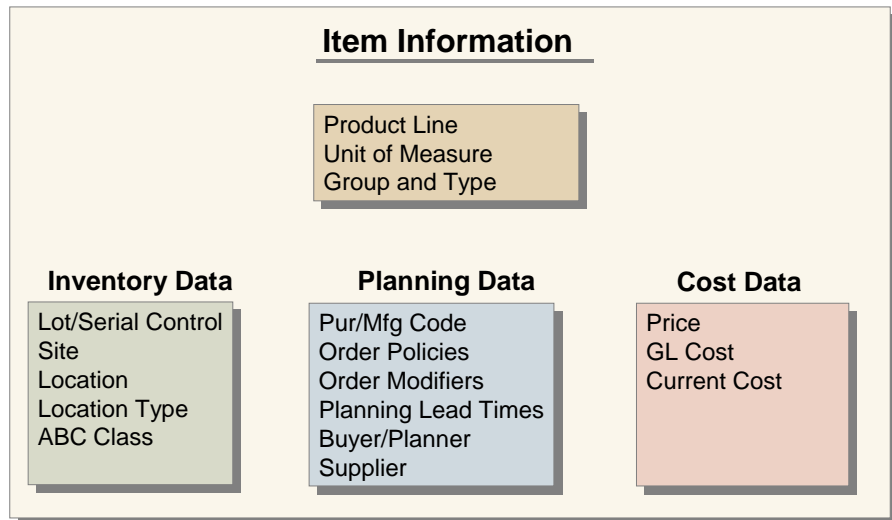 Item Information
Product Line
Unit of Measure
Group and Type
Inventory Data
Lot/Serial Control
Site
Location
Location Type
ABC Class
Planning Data
Pur/Mfg Code
Order Policies
Order Modifiers
Planning Lead Times
Buyer/Planner
Supplier
Cost Data
Price
GL Cost
Current Cost